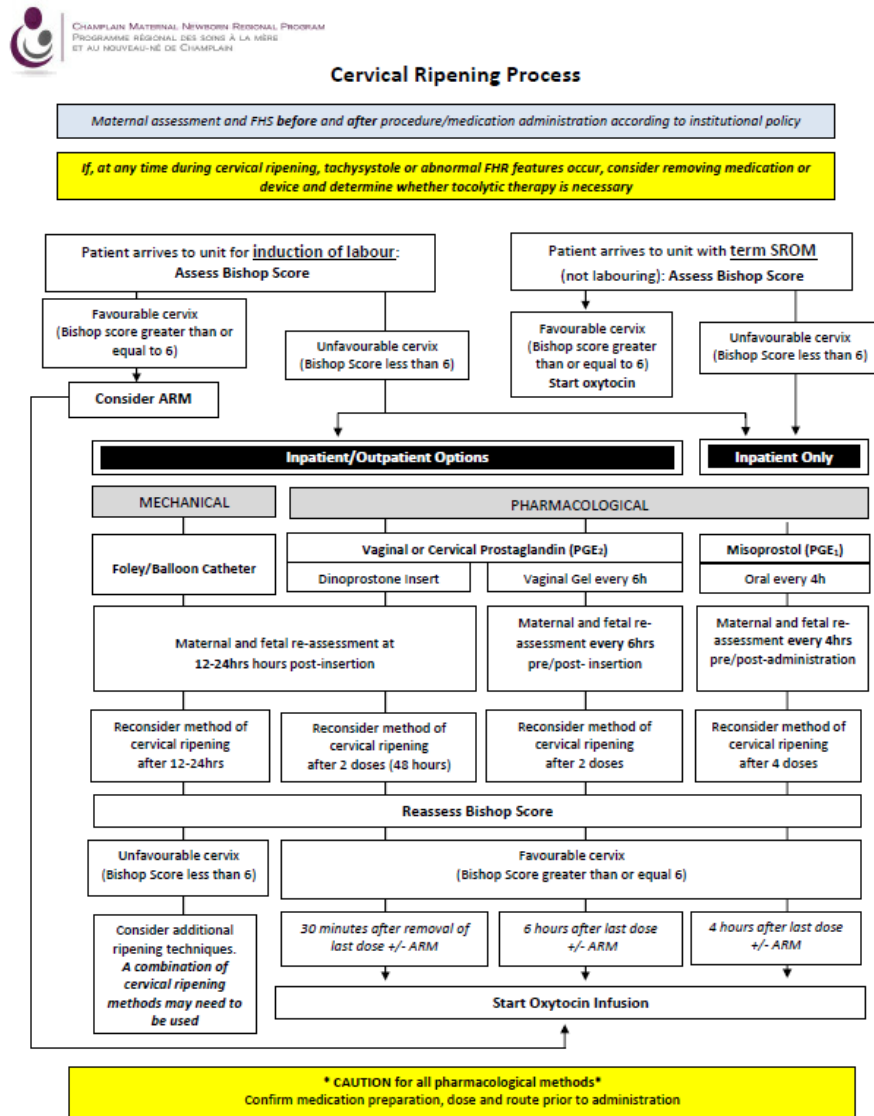 CHAMPLAIN MATERNAL NEWBORN REGIONAL PROGRAM
PROGRAMME RÉGIONAL DES SOINS À LA MÈRE
ET AU NOUVEAU-NÉ DE CHAMPLAIN
Cervical Ripening Process
Maternal assessment and FHS before and after procedure/medication administration according to institutional policy
If, at any time during cervical ripening, tachysystole or abnormal FHR features occur, consider removing medication or
device and determine whether tocolytic therapy is necessary
Patient arrives to unit for induction of labour:
Assess Bishop Score
Patient arrives to unit with term SROM
(not labouring): Assess Bishop Score
Favourable cervix
(Bishop score greater than or
equal to 6)
Unfavourable cervix
(Bishop Score less than 6)
Favourable cervix
(Bishop score greater
than or equal to 6)
Start oxytocin
Unfavourable cervix
(Bishop Score less than 6)
Consider ARM
Inpatient/Outpatient Options
Inpatient Only
MECHANICAL
PHARMACOLOGICAL
Foley/Balloon Catheter
Vaginal or Cervical Prostaglandin (PGE₂)
Dinoprostone Insert
Vaginal Gel every 6h
Misoprostol (PGE₁)
Oral every 4h
Maternal and fetal re-assessment at
12-24hrs hours post-insertion
Maternal and fetal re-
assessment every 6hrs
pre/post- insertion
Maternal and fetal re-
assessment every 4hrs
pre/post-administration
Reconsider method of
cervical ripening
after 12-24hrs
Reconsider method of
cervical ripening
after 2 doses (48 hours)
Reconsider method of
cervical ripening
after 2 doses
Reconsider method of
cervical ripening
after 4 doses
Reassess Bishop Score
Unfavourable cervix
(Bishop Score less than 6)
Favourable cervix
(Bishop Score greater than or equal 6)
Consider additional
ripening techniques.
A combination of
cervical ripening
methods may need to
be used
30 minutes after removal of
last dose +/- ARM
6 hours after last dose
+/- ARM
4 hours after last dose
+/- ARM
Start Oxytocin Infusion
* CAUTION for all pharmacological methods*
Confirm medication preparation, dose and route prior to administration